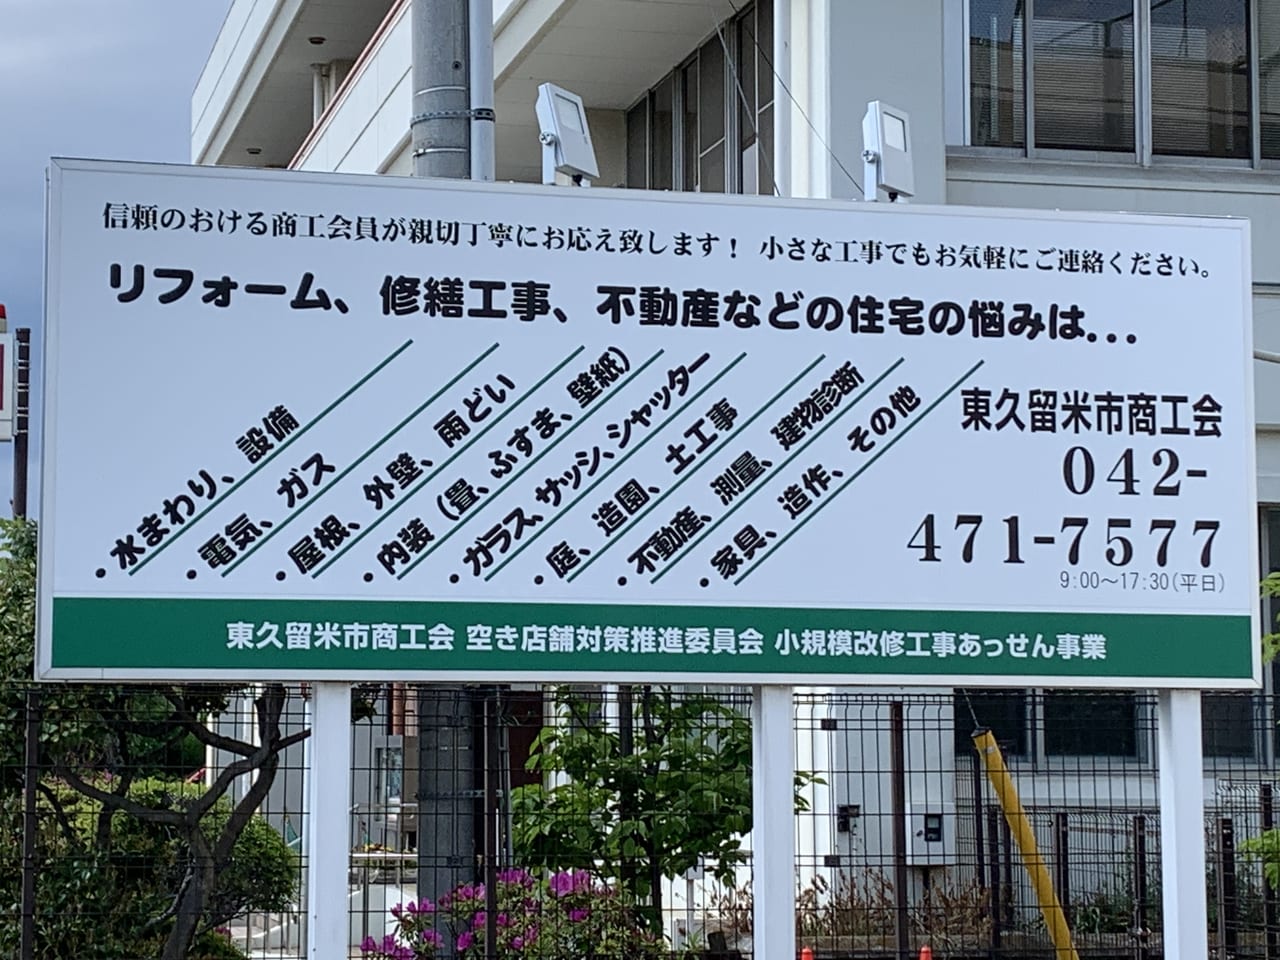 信頼のおける商工会員が親切丁寧にお応え致します！ 小さな工事でもお気軽にご連絡ください。
リフォーム、修繕工事、不動産などの住宅の悩みは...
・水まわり、設備
・電気、ガス
・屋根、外壁、雨どい
・内装（畳、ふすま、壁紙）
・ガラス、サッシ、シャッター
・庭、造園、土工事
・不動産、測量、建物診断
・家具、造作、その他
東久留米市商工会
042-
471-7577
9:00～17:30(平日)
東久留米市商工会 空き店舗対策推進委員会 小規模改修工事あっせん事業